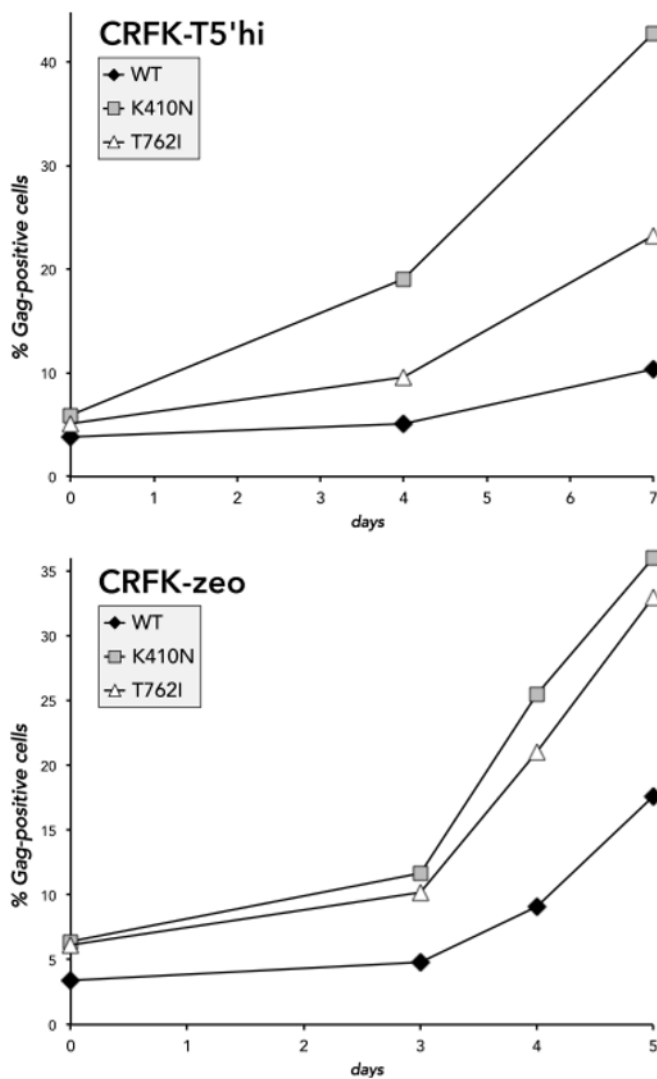 CRFK-T5'hi
WT
K410N
T762I
% Gag-positive cells
40
30
20
10
0
0 1 2 3 4 5 6 7
days
CRFK-zeo
WT
K410N
T762I
% Gag-positive cells
35
30
25
20
15
10
5
0
0 1 2 3 4 5
days